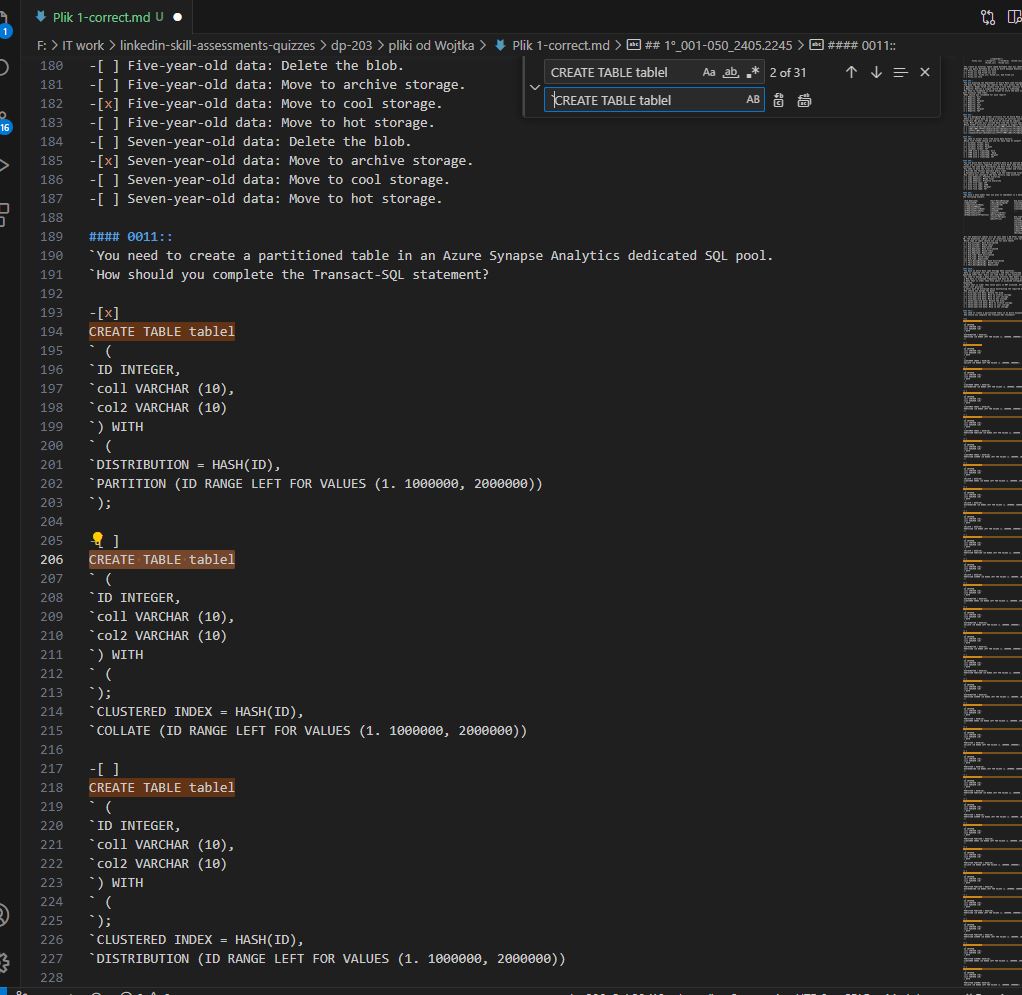 Plik 1-correct.md U
1
F: > IT work > linkedin-skill-assessments-quizzes > dp-203 > pliki od Wojtka > Plik 1-correct.md > ## 1°_001-050_2405.2245 > #### 0011::
CREATE TABLE tablel Aa ab 2 of 31
CREATE TABLE tablel AB
16
180 -[ ] Five-year-old data: Delete the blob.
181 -[ ] Five-year-old data: Move to archive storage.
182 -[x] Five-year-old data: Move to cool storage.
183 -[ ] Five-year-old data: Move to hot storage.
184 -[ ] Seven-year-old data: Delete the blob.
185 -[x] Seven-year-old data: Move to archive storage.
186 -[ ] Seven-year-old data: Move to cool storage.
187 -[ ] Seven-year-old data: Move to hot storage.
188
189 #### 0011::
190 `You need to create a partitioned table in an Azure Synapse Analytics dedicated SQL pool.
191 `How should you complete the Transact-SQL statement?
192
193 -[x]
194 CREATE TABLE tablel
195 ` (
196 `ID INTEGER,
197 `coll VARCHAR (10),
198 `col2 VARCHAR (10)
199 `) WITH
200 ` (
201 `DISTRIBUTION = HASH(ID),
202 `PARTITION (ID RANGE LEFT FOR VALUES (1. 1000000, 2000000))
203 `);
204
205 -[ ]
206 CREATE TABLE tablel
207 ` (
208 `ID INTEGER,
209 `coll VARCHAR (10),
210 `col2 VARCHAR (10)
211 `) WITH
212 ` (
213 `);
214 `CLUSTERED INDEX = HASH(ID),
215 `COLLATE (ID RANGE LEFT FOR VALUES (1. 1000000, 2000000))
216
217 -[ ]
218 CREATE TABLE tablel
219 ` (
220 `ID INTEGER,
221 `coll VARCHAR (10),
222 `col2 VARCHAR (10)
223 `) WITH
224 ` (
225 `);
226 `CLUSTERED INDEX = HASH(ID),
227 `DISTRIBUTION (ID RANGE LEFT FOR VALUES (1. 1000000, 2000000))
228